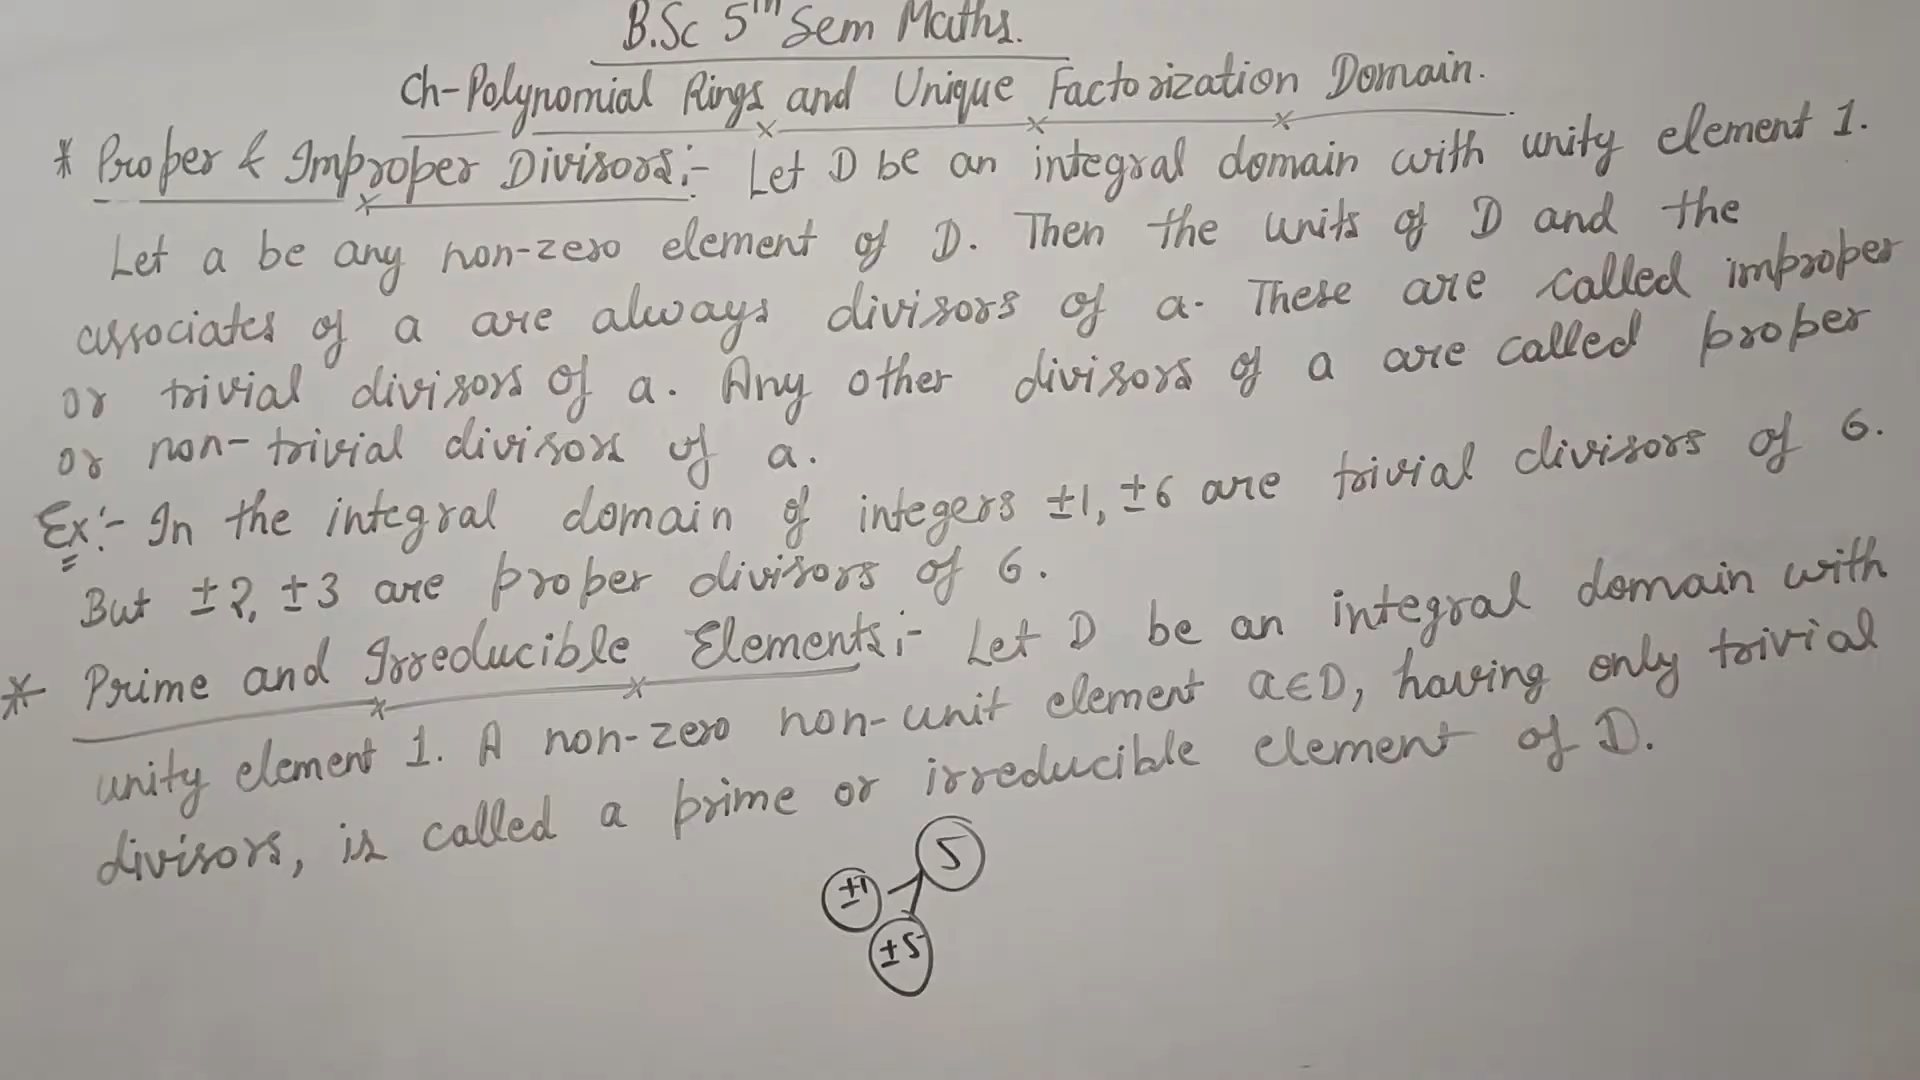 B.Sc 5th Sem Maths.
Ch-Polynomial Rings and Unique Factorization Domain.
* Proper & Improper Divisors:- Let D be an integral domain with unity element 1.
Let a be any non-zero element of D. Then the units of D and the
associates of a are always divisors of a. These are called improper
or trivial divisors of a. Any other divisors of a are called proper
or non-trivial divisors of a.
Ex:- In the integral domain of integers ±1, ±6 are trivial divisors of 6.
But ±2, ±3 are proper divisors of 6.
* Prime and Irreducible Elements:- Let D be an integral domain with
unity element 1. A non-zero non-unit element a∈D, having only trivial
divisors, is called a prime or irreducible element of D.
5
±1
±5